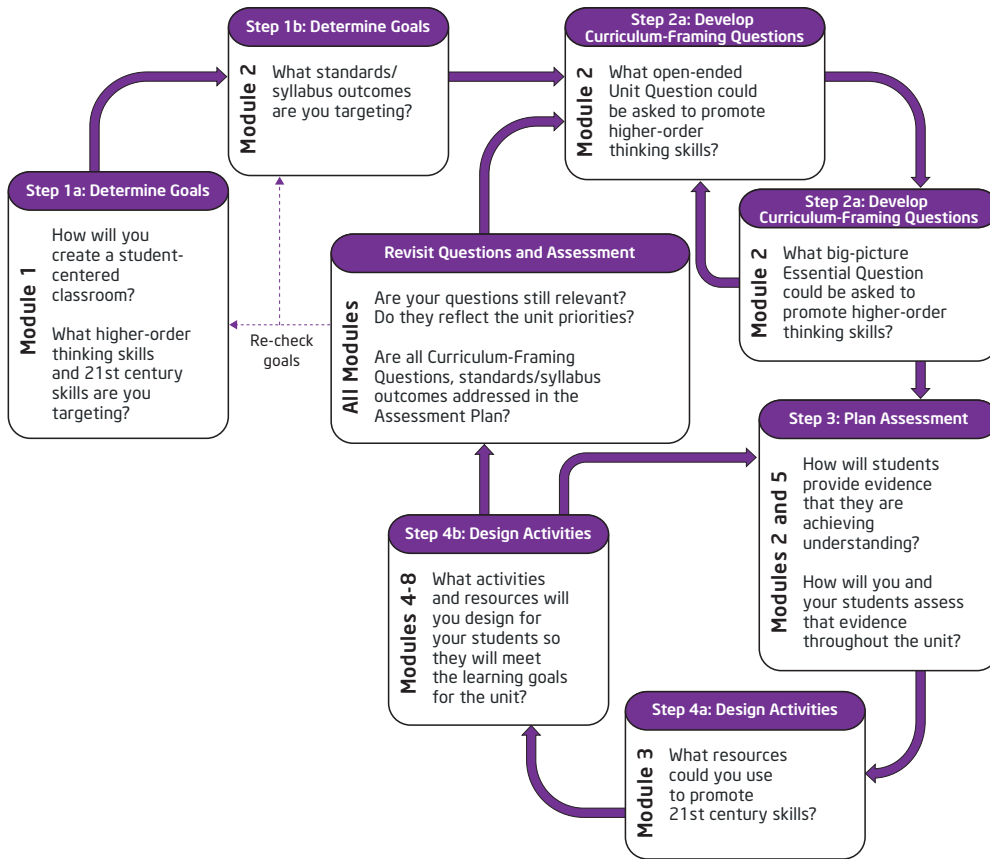 Step 1a: Determine Goals
Module 1
How will you
create a student-
centered
classroom?
What higher-order
thinking skills
and 21st century
skills are you
targeting?
Step 1b: Determine Goals
Module 2
What standards/
syllabus outcomes
are you targeting?
Step 2a: Develop
Curriculum-Framing Questions
Module 2
What open-ended
Unit Question could
be asked to promote
higher-order
thinking skills?
Step 2a: Develop
Curriculum-Framing Questions
Module 2
What big-picture
Essential Question
could be asked to
promote higher-order
thinking skills?
Revisit Questions and Assessment
All Modules
Are your questions still relevant?
Do they reflect the unit priorities?
Are all Curriculum-Framing
Questions, standards/syllabus
outcomes addressed in the
Assessment Plan?
Re-check
goals
Step 3: Plan Assessment
Modules 2 and 5
How will students
provide evidence
that they are
achieving
understanding?
How will you and
your students assess
that evidence
throughout the unit?
Step 4b: Design Activities
Modules 4-8
What activities
and resources will
you design for
your students so
they will meet
the learning goals
for the unit?
Step 4a: Design Activities
Module 3
What resources
could you use
to promote
21st century skills?